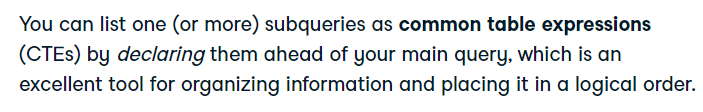 You can list one (or more) subqueries as common table expressions
(CTEs) by declaring them ahead of your main query, which is an
excellent tool for organizing information and placing it in a logical order.